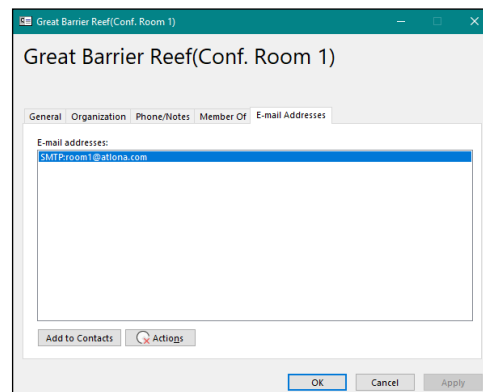 Great Barrier Reef(Conf. Room 1)
Great Barrier Reef(Conf. Room 1)
General Organization Phone/Notes Member Of E-mail Addresses
E-mail addresses:
SMTP:room1@atlona.com
Add to Contacts Actions
OK Cancel Apply